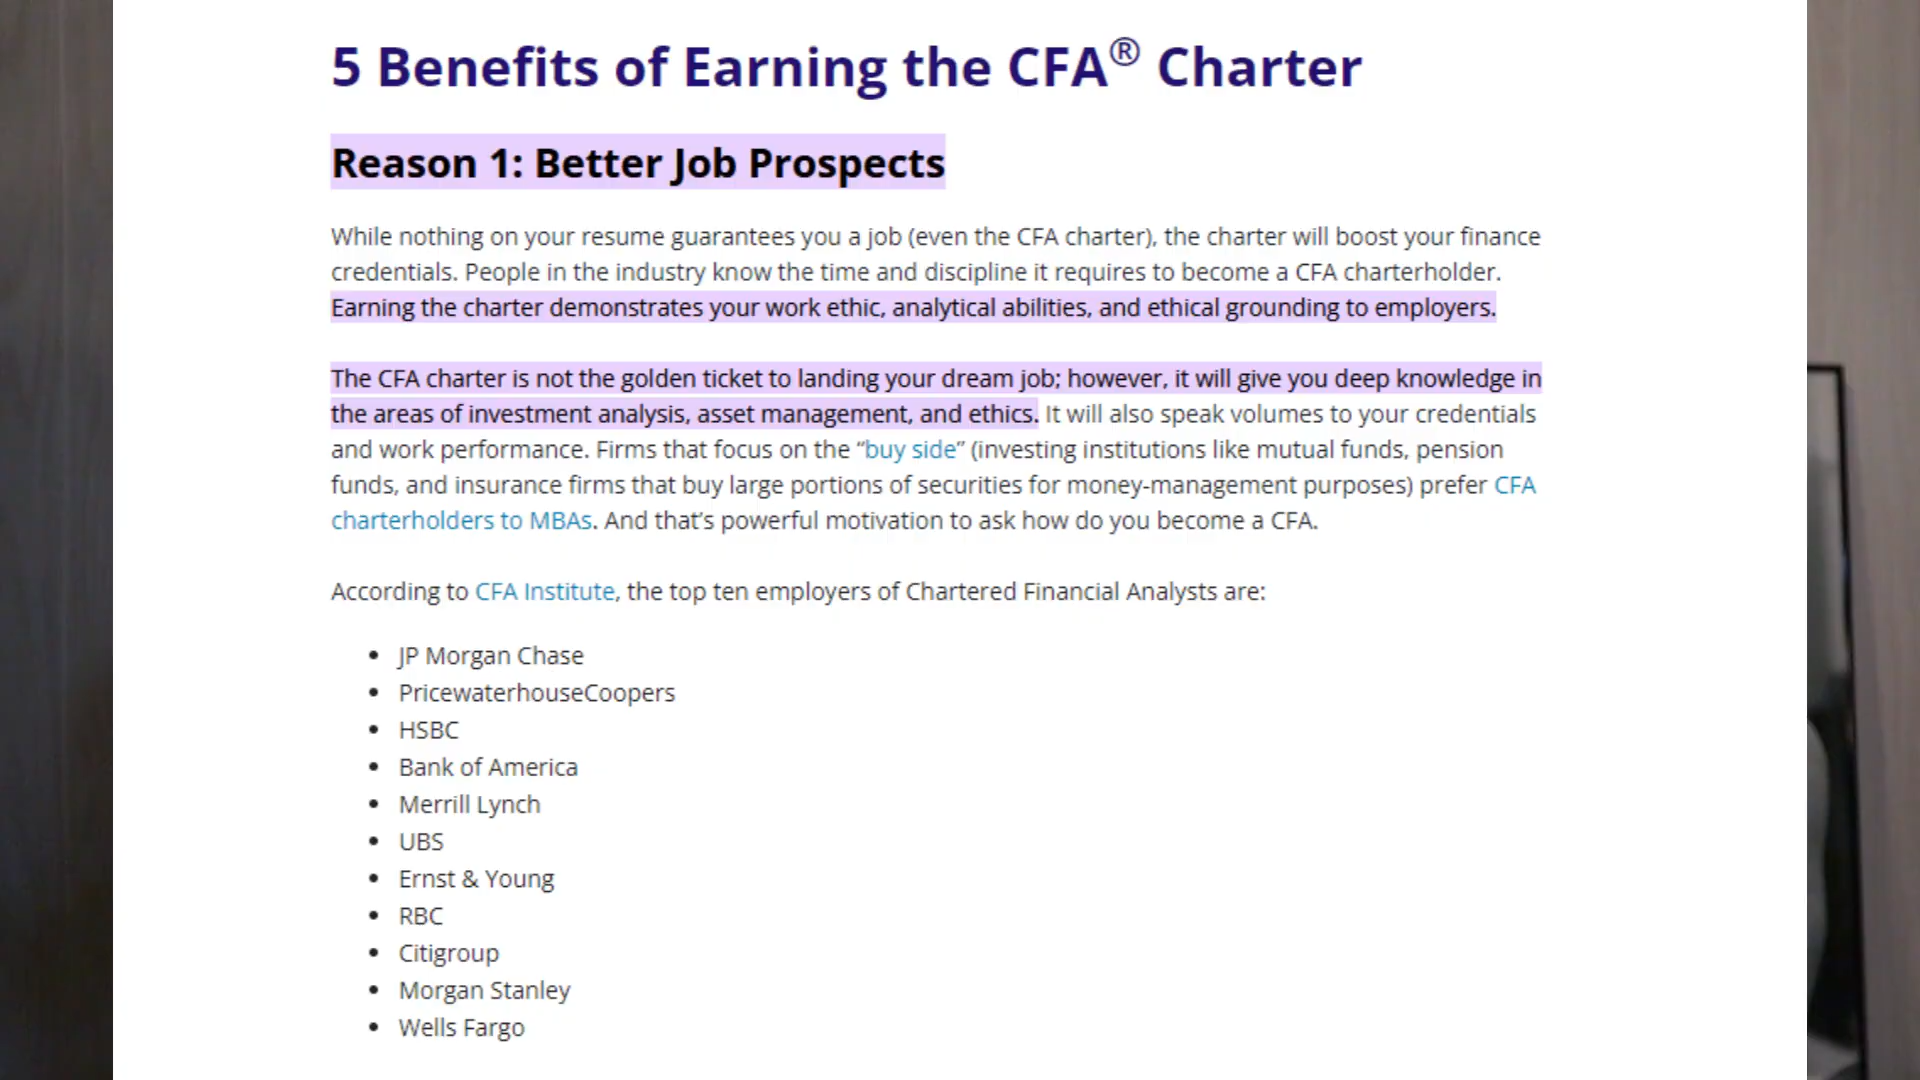 5 Benefits of Earning the CFA® Charter
Reason 1: Better Job Prospects
While nothing on your resume guarantees you a job (even the CFA charter), the charter will boost your finance
credentials. People in the industry know the time and discipline it requires to become a CFA charterholder.
Earning the charter demonstrates your work ethic, analytical abilities, and ethical grounding to employers.
The CFA charter is not the golden ticket to landing your dream job; however, it will give you deep knowledge in
the areas of investment analysis, asset management, and ethics. It will also speak volumes to your credentials
and work performance. Firms that focus on the “buy side” (investing institutions like mutual funds, pension
funds, and insurance firms that buy large portions of securities for money-management purposes) prefer CFA
charterholders to MBAs. And that’s powerful motivation to ask how do you become a CFA.
According to CFA Institute, the top ten employers of Chartered Financial Analysts are:
• JP Morgan Chase
• PricewaterhouseCoopers
• HSBC
• Bank of America
• Merrill Lynch
• UBS
• Ernst & Young
• RBC
• Citigroup
• Morgan Stanley
• Wells Fargo